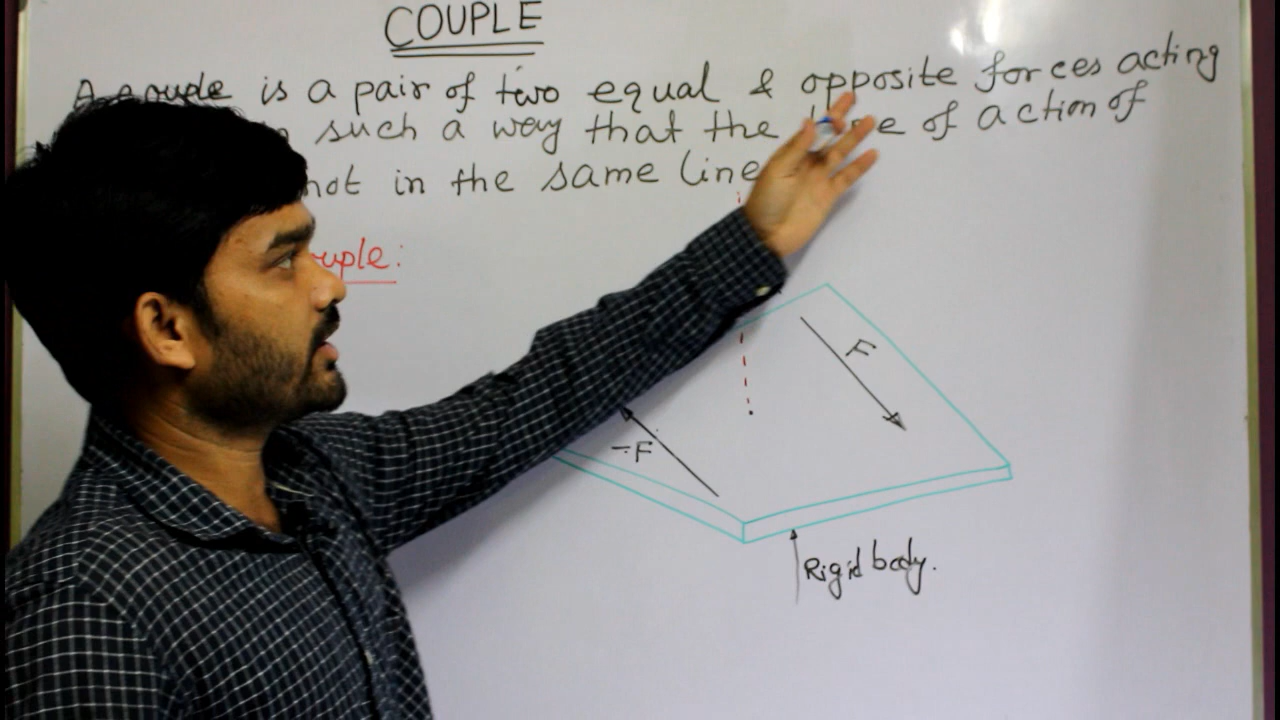 COUPLE
A couple is a pair of two equal & opposite forces acting
such a way that the line of action of
not in the same line
uple:
F
-F
Rigid body.